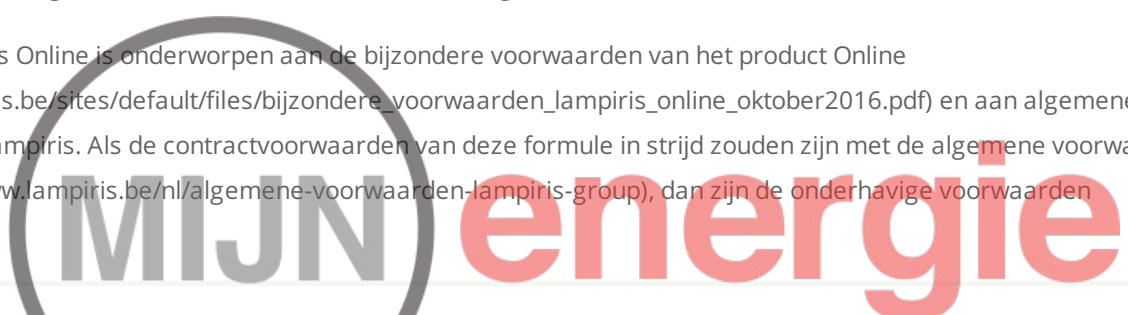 s Online is onderworpen aan de bijzondere voorwaarden van het product Online
s.be/sites/default/files/bijzondere_voorwaarden_lampiris_online_oktober2016.pdf) en aan algemene
mpiris. Als de contractvoorwaarden van deze formule in strijd zouden zijn met de algemene voorwa
w.lampiris.be/nl/algemene-voorwaarden-lampiris-group), dan zijn de onderhavige voorwaarden
MIJN energie